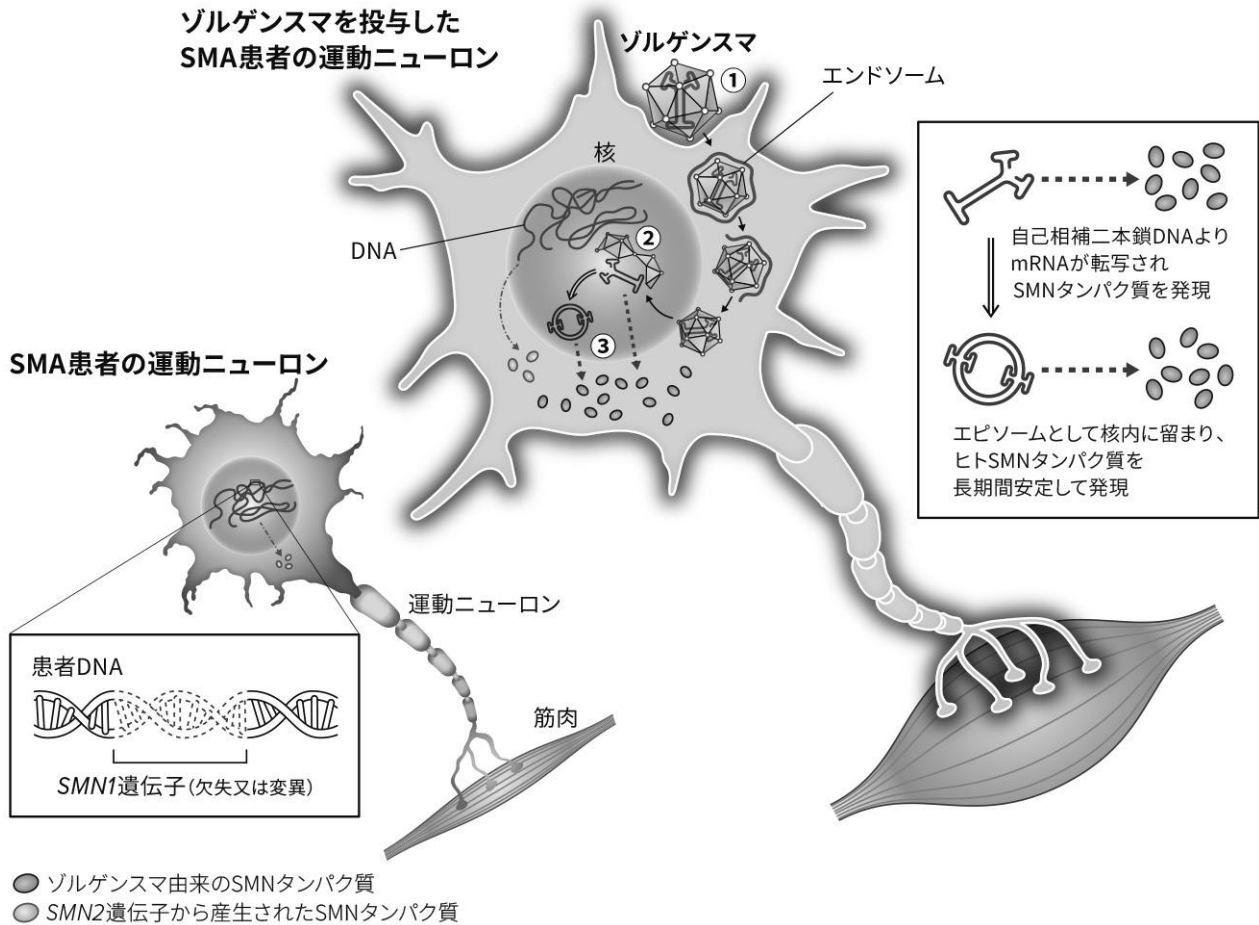 ゾルゲンスマを投与した
SMA患者の運動ニューロン
ゾルゲンスマ
①
エンドソーム
核
DNA
②
③
自己相補二本鎖DNAより
mRNAが転写され
SMNタンパク質を発現
エピソームとして核内に留まり、
ヒトSMNタンパク質を
長期間安定して発現
SMA患者の運動ニューロン
運動ニューロン
患者DNA
SMN1遺伝子(欠失又は変異)
筋肉
ゾルゲンスマ由来のSMNタンパク質
SMN2遺伝子から産生されたSMNタンパク質